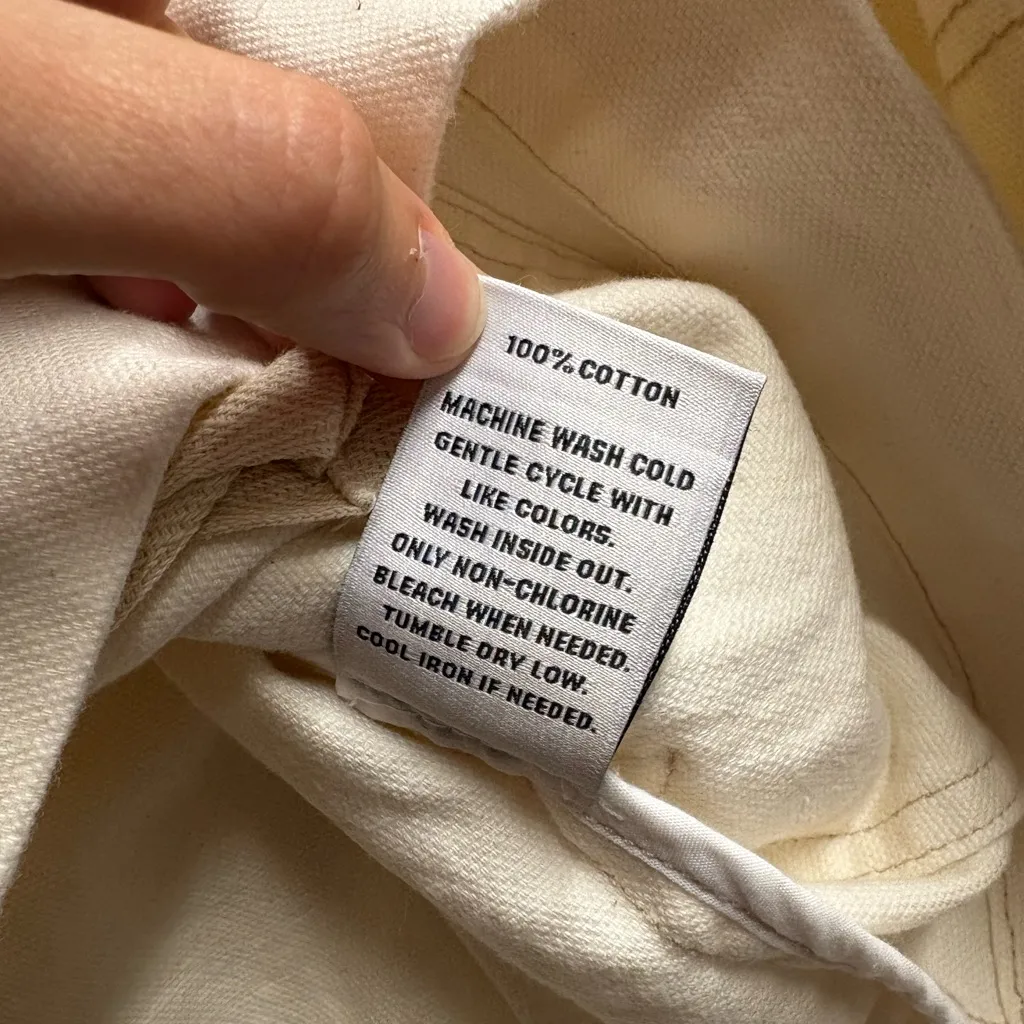 100% COTTON
MACHINE WASH COLD
GENTLE CYCLE WITH
LIKE COLORS.
WASH INSIDE OUT.
ONLY NON-CHLORINE
BLEACH WHEN NEEDED.
TUMBLE DRY LOW.
COOL IRON IF NEEDED.